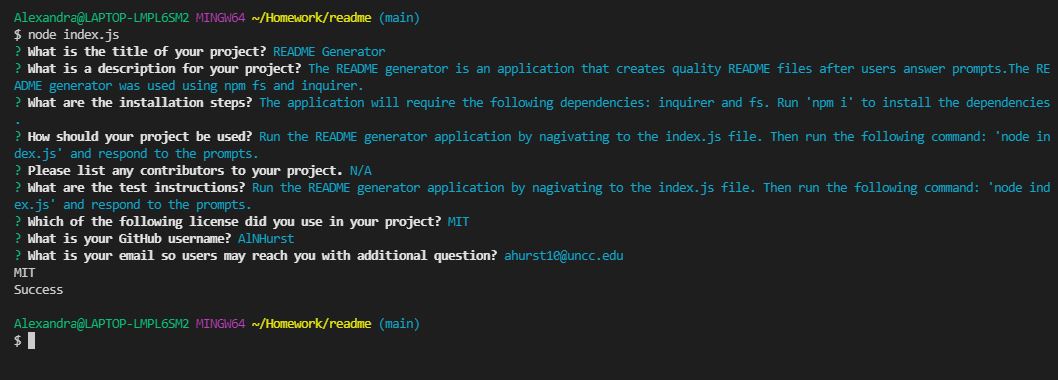 Alexandra@LAPTOP-LMPL6SM2 MINGW64 ~/Homework/readme (main)
$ node index.js
? What is the title of your project? README Generator
? What is a description for your project? The README generator is an application that creates quality README files after users answer prompts.The RE
ADME generator was used using npm fs and inquirer.
? What are the installation steps? The application will require the following dependencies: inquirer and fs. Run 'npm i' to install the dependencies
.
? How should your project be used? Run the README generator application by nagivating to the index.js file. Then run the following command: 'node in
dex.js' and respond to the prompts.
? Please list any contributors to your project. N/A
? What are the test instructions? Run the README generator application by nagivating to the index.js file. Then run the following command: 'node ind
ex.js' and respond to the prompts.
? Which of the following license did you use in your project? MIT
? What is your GitHub username? AlNHurst
? What is your email so users may reach you with additional question? ahurst10@uncc.edu
MIT
Success
Alexandra@LAPTOP-LMPL6SM2 MINGW64 ~/Homework/readme (main)
$